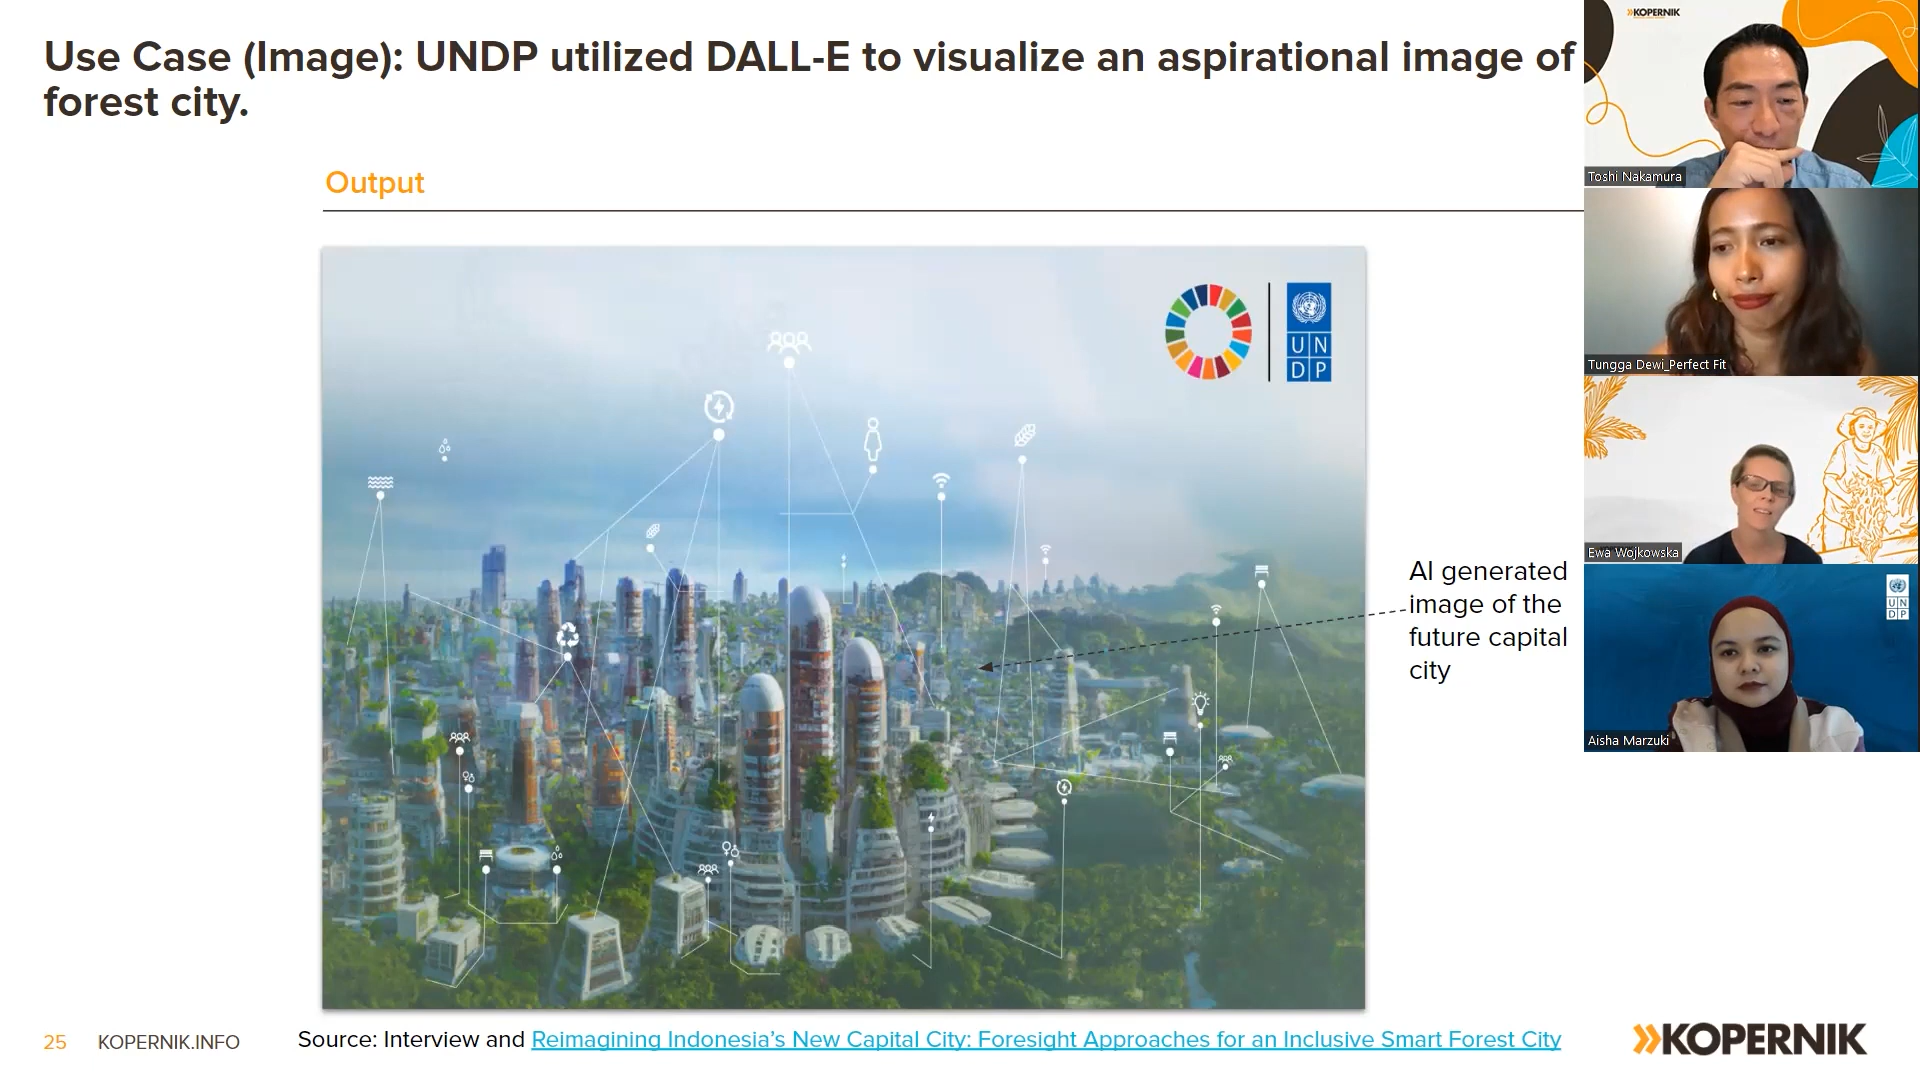 Use Case (Image): UNDP utilized DALL-E to visualize an aspirational image of
forest city.
Output
U N
D P
AI generated
image of the
future capital
city
25 KOPERNIK.INFO
Source: Interview and Reimagining Indonesia's New Capital City: Foresight Approaches for an Inclusive Smart Forest City
KOPERNIK
KOPERNIK
Toshi Nakamura
Tungga Dewi_Perfect Fit
Ewa Wojkowska
U N
D P
Aisha Marzuki